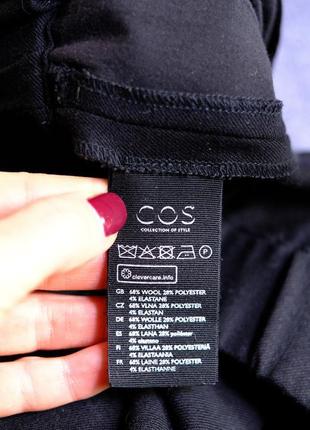 COS
COLLECTION OF STYLE
P
clevercare.info
GB 68% WOOL 28% POLYESTER
4% ELASTANE
CZ 68% VLNA 28% POLYESTER
4% ELASTAN
DE 68% WOLLE 28% POLYESTER
4% ELASTHAN
ES 68% LANA 28% poliéster
4% elastano
FI 68% VILLAA 28% POLYESTERIÄ
4% ELASTAANIA
FR 68% LAINE 28% POLYESTER
4% ELASTHANNE